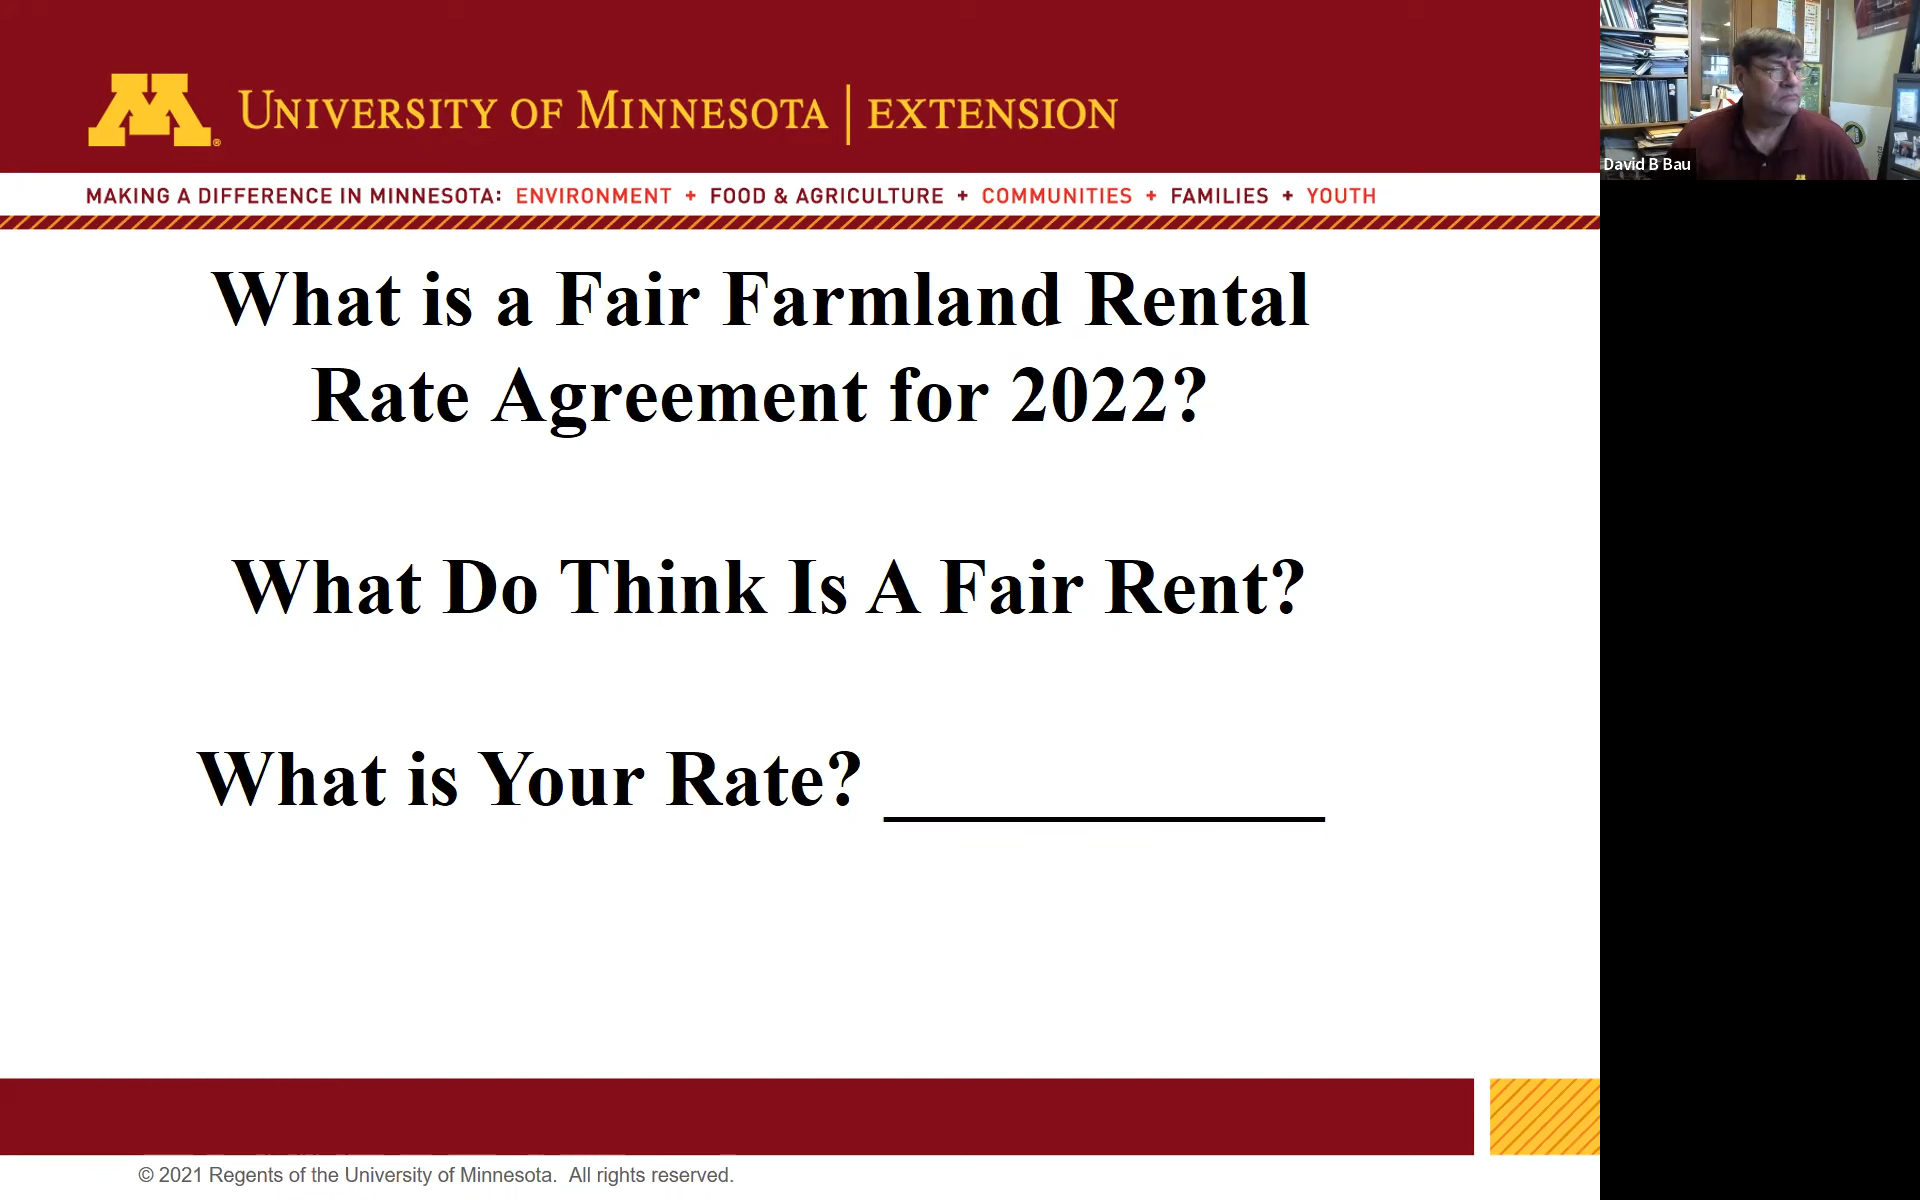 UNIVERSITY OF MINNESOTA | EXTENSION
David B Bau
MAKING A DIFFERENCE IN MINNESOTA: ENVIRONMENT + FOOD & AGRICULTURE + COMMUNITIES + FAMILIES + YOUTH
What is a Fair Farmland Rental
Rate Agreement for 2022?
What Do Think Is A Fair Rent?
What is Your Rate? ___________
© 2021 Regents of the University of Minnesota. All rights reserved.